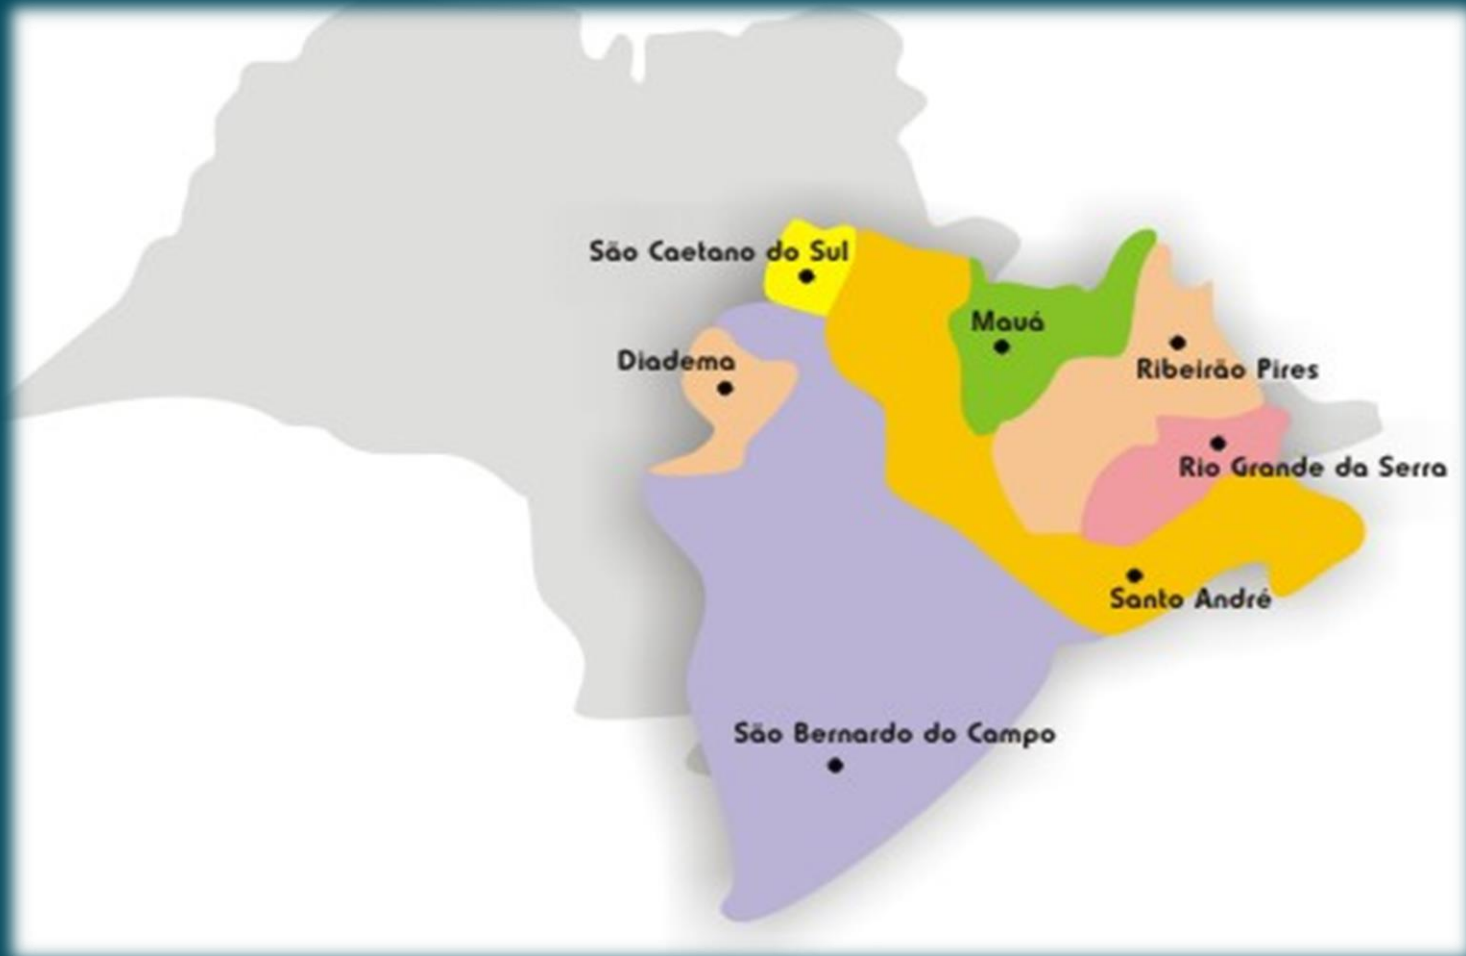 São Caetano do Sul
Mauá
Diadema
Ribeirão Pires
Rio Grande da Serra
Santo André
São Bernardo do Campo